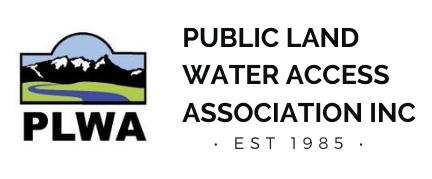 PLWA
PUBLIC LAND
WATER ACCESS
ASSOCIATION INC
· EST 1985 ·